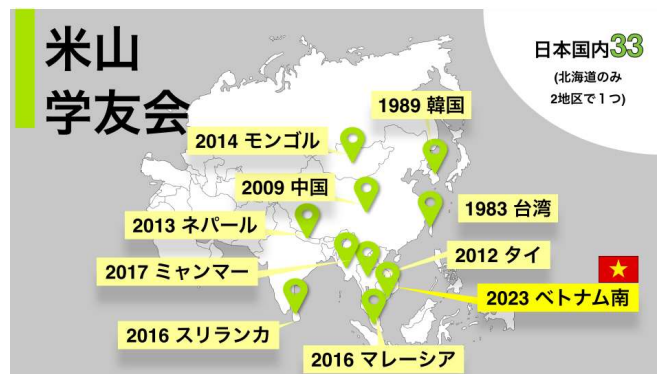 米山
学友会
日本国内33
(北海道のみ
2地区で1つ)
1989 韓国
2014 モンゴル
2009 中国
1983 台湾
2013 ネパール
2012 タイ
2017 ミャンマー
2023 ベトナム南
2016 スリランカ
2016 マレーシア